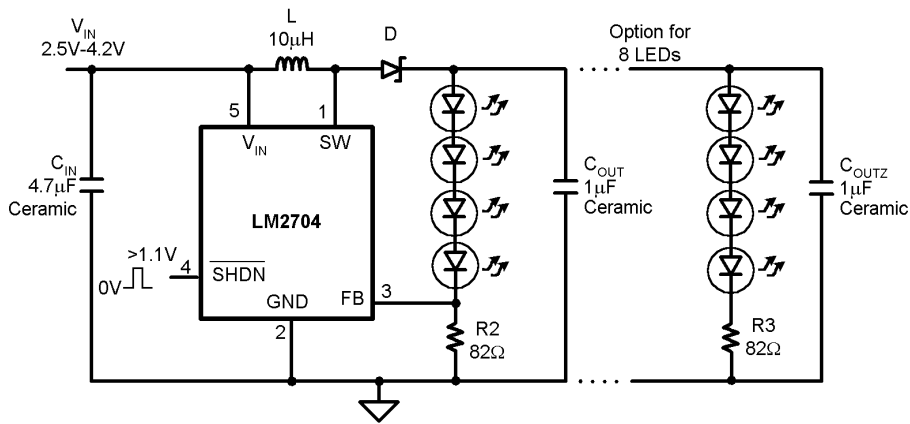 V_IN
2.5V-4.2V
L
10µH
D
Option for
8 LEDs
5
1
V_IN
SW
C_IN
4.7µF
Ceramic
LM2704
C_OUT
1µF
Ceramic
C_OUTZ
1µF
Ceramic
>1.1V
0V
4
SHDN
GND
FB
3
2
R2
82Ω
R3
82Ω